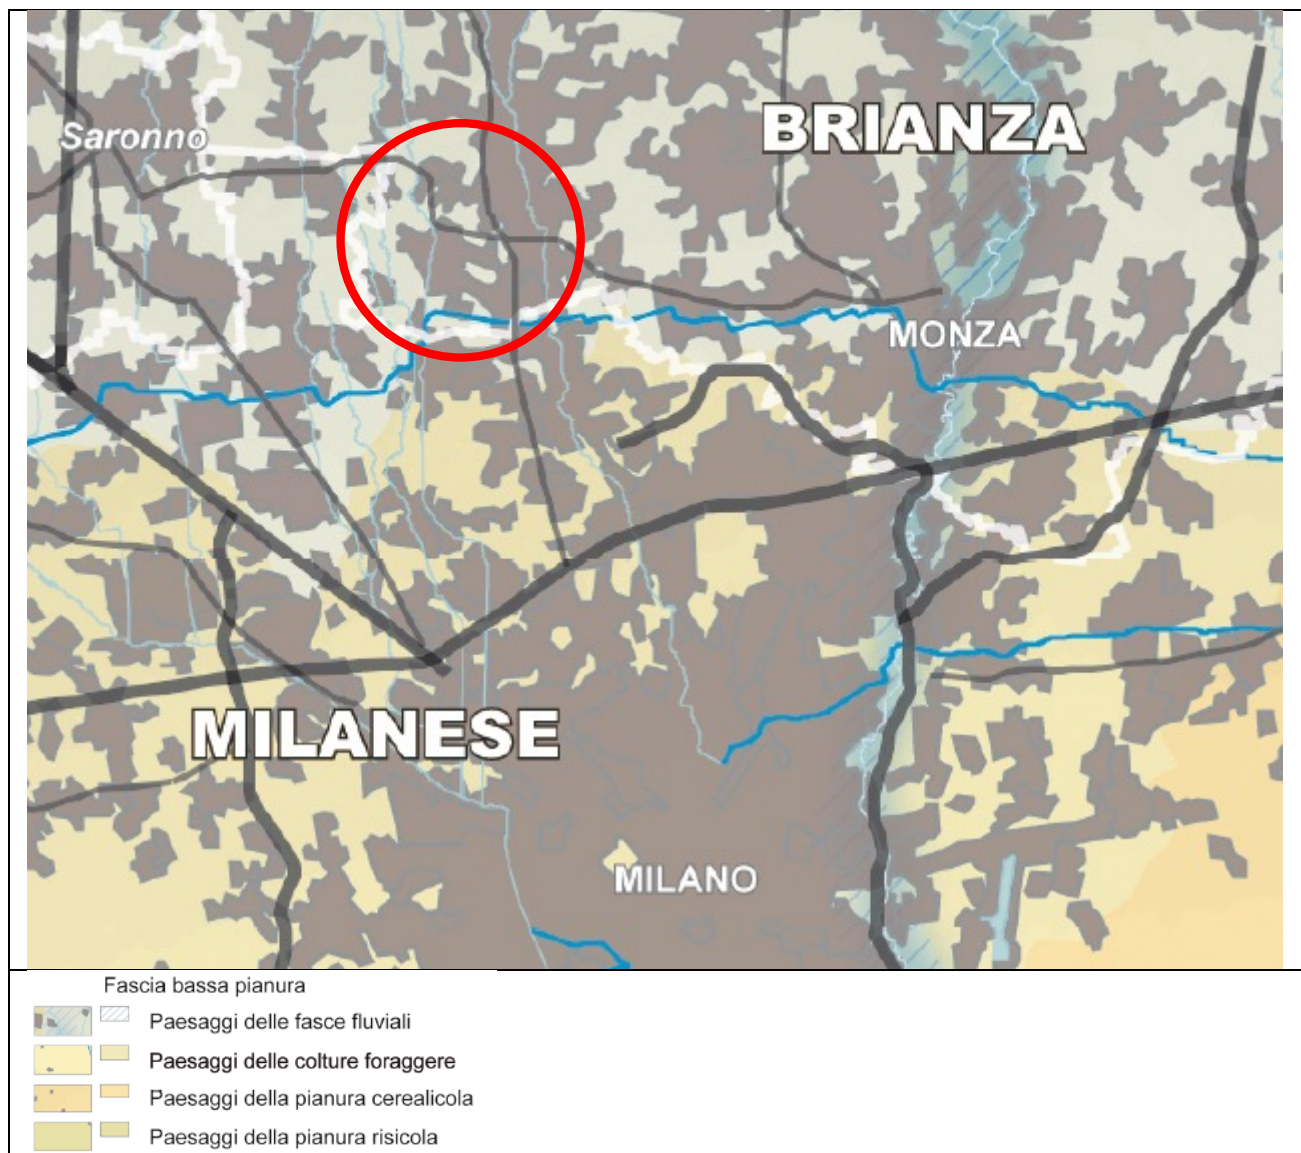 BRIANZA
Saronno
MONZA
MILANESE
MILANO
Fascia bassa pianura
Paesaggi delle fasce fluviali
Paesaggi delle colture foraggere
Paesaggi della pianura cerealicola
Paesaggi della pianura risicola